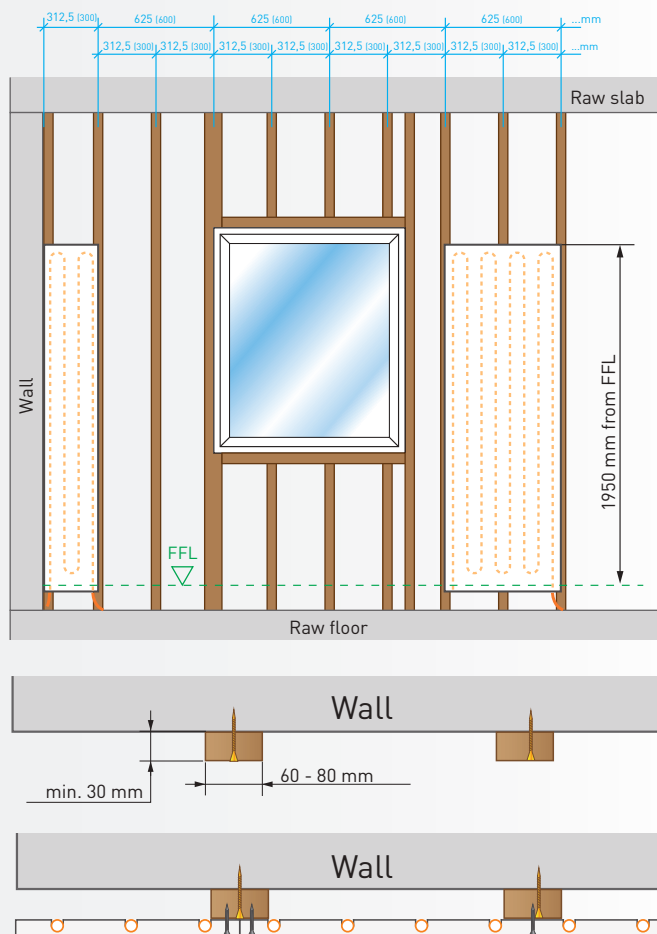 312,5 (300) 625 (600) 625 (600) 625 (600) 625 (600) ...mm
312,5 (300) 312,5 (300) 312,5 (300) 312,5 (300) 312,5 (300) 312,5 (300) 312,5 (300) 312,5 (300) ...mm
Raw slab
Wall
1950 mm from FFL
FFL
Raw floor
Wall
min. 30 mm
60 - 80 mm
Wall